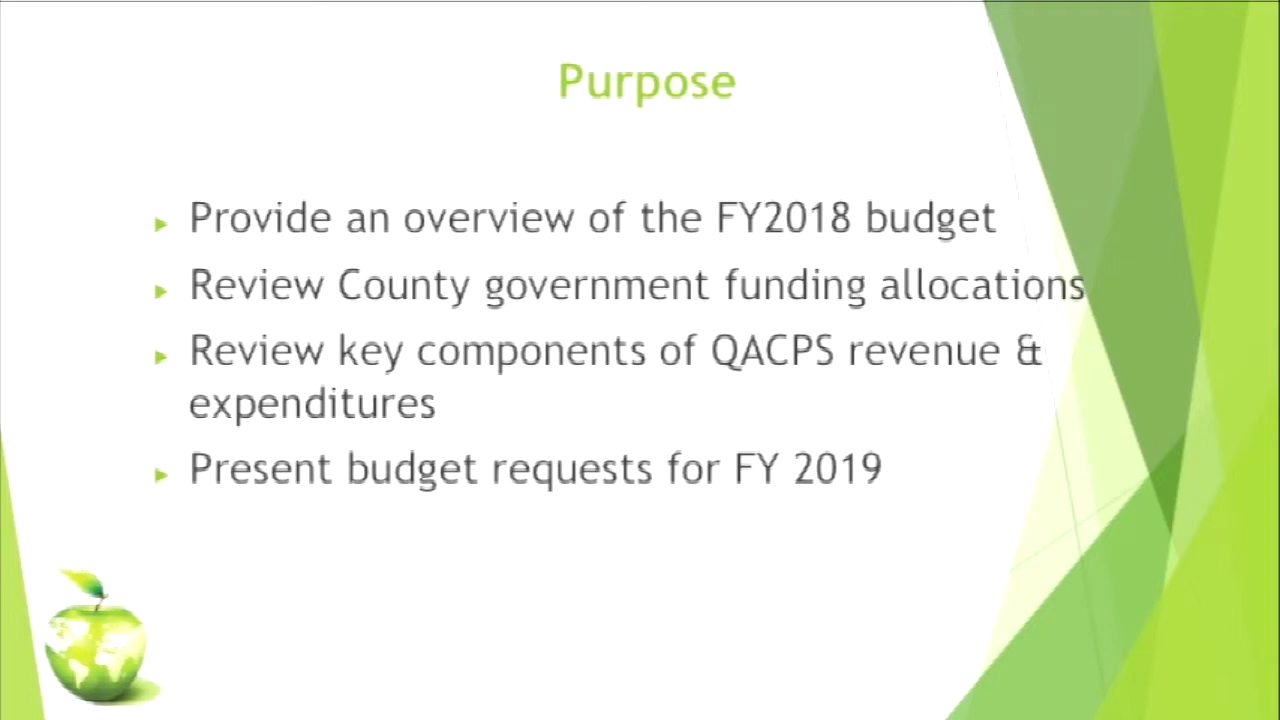 Purpose
Provide an overview of the FY2018 budget
Review County government funding allocations
Review key components of QACPS revenue &
expenditures
Present budget requests for FY 2019